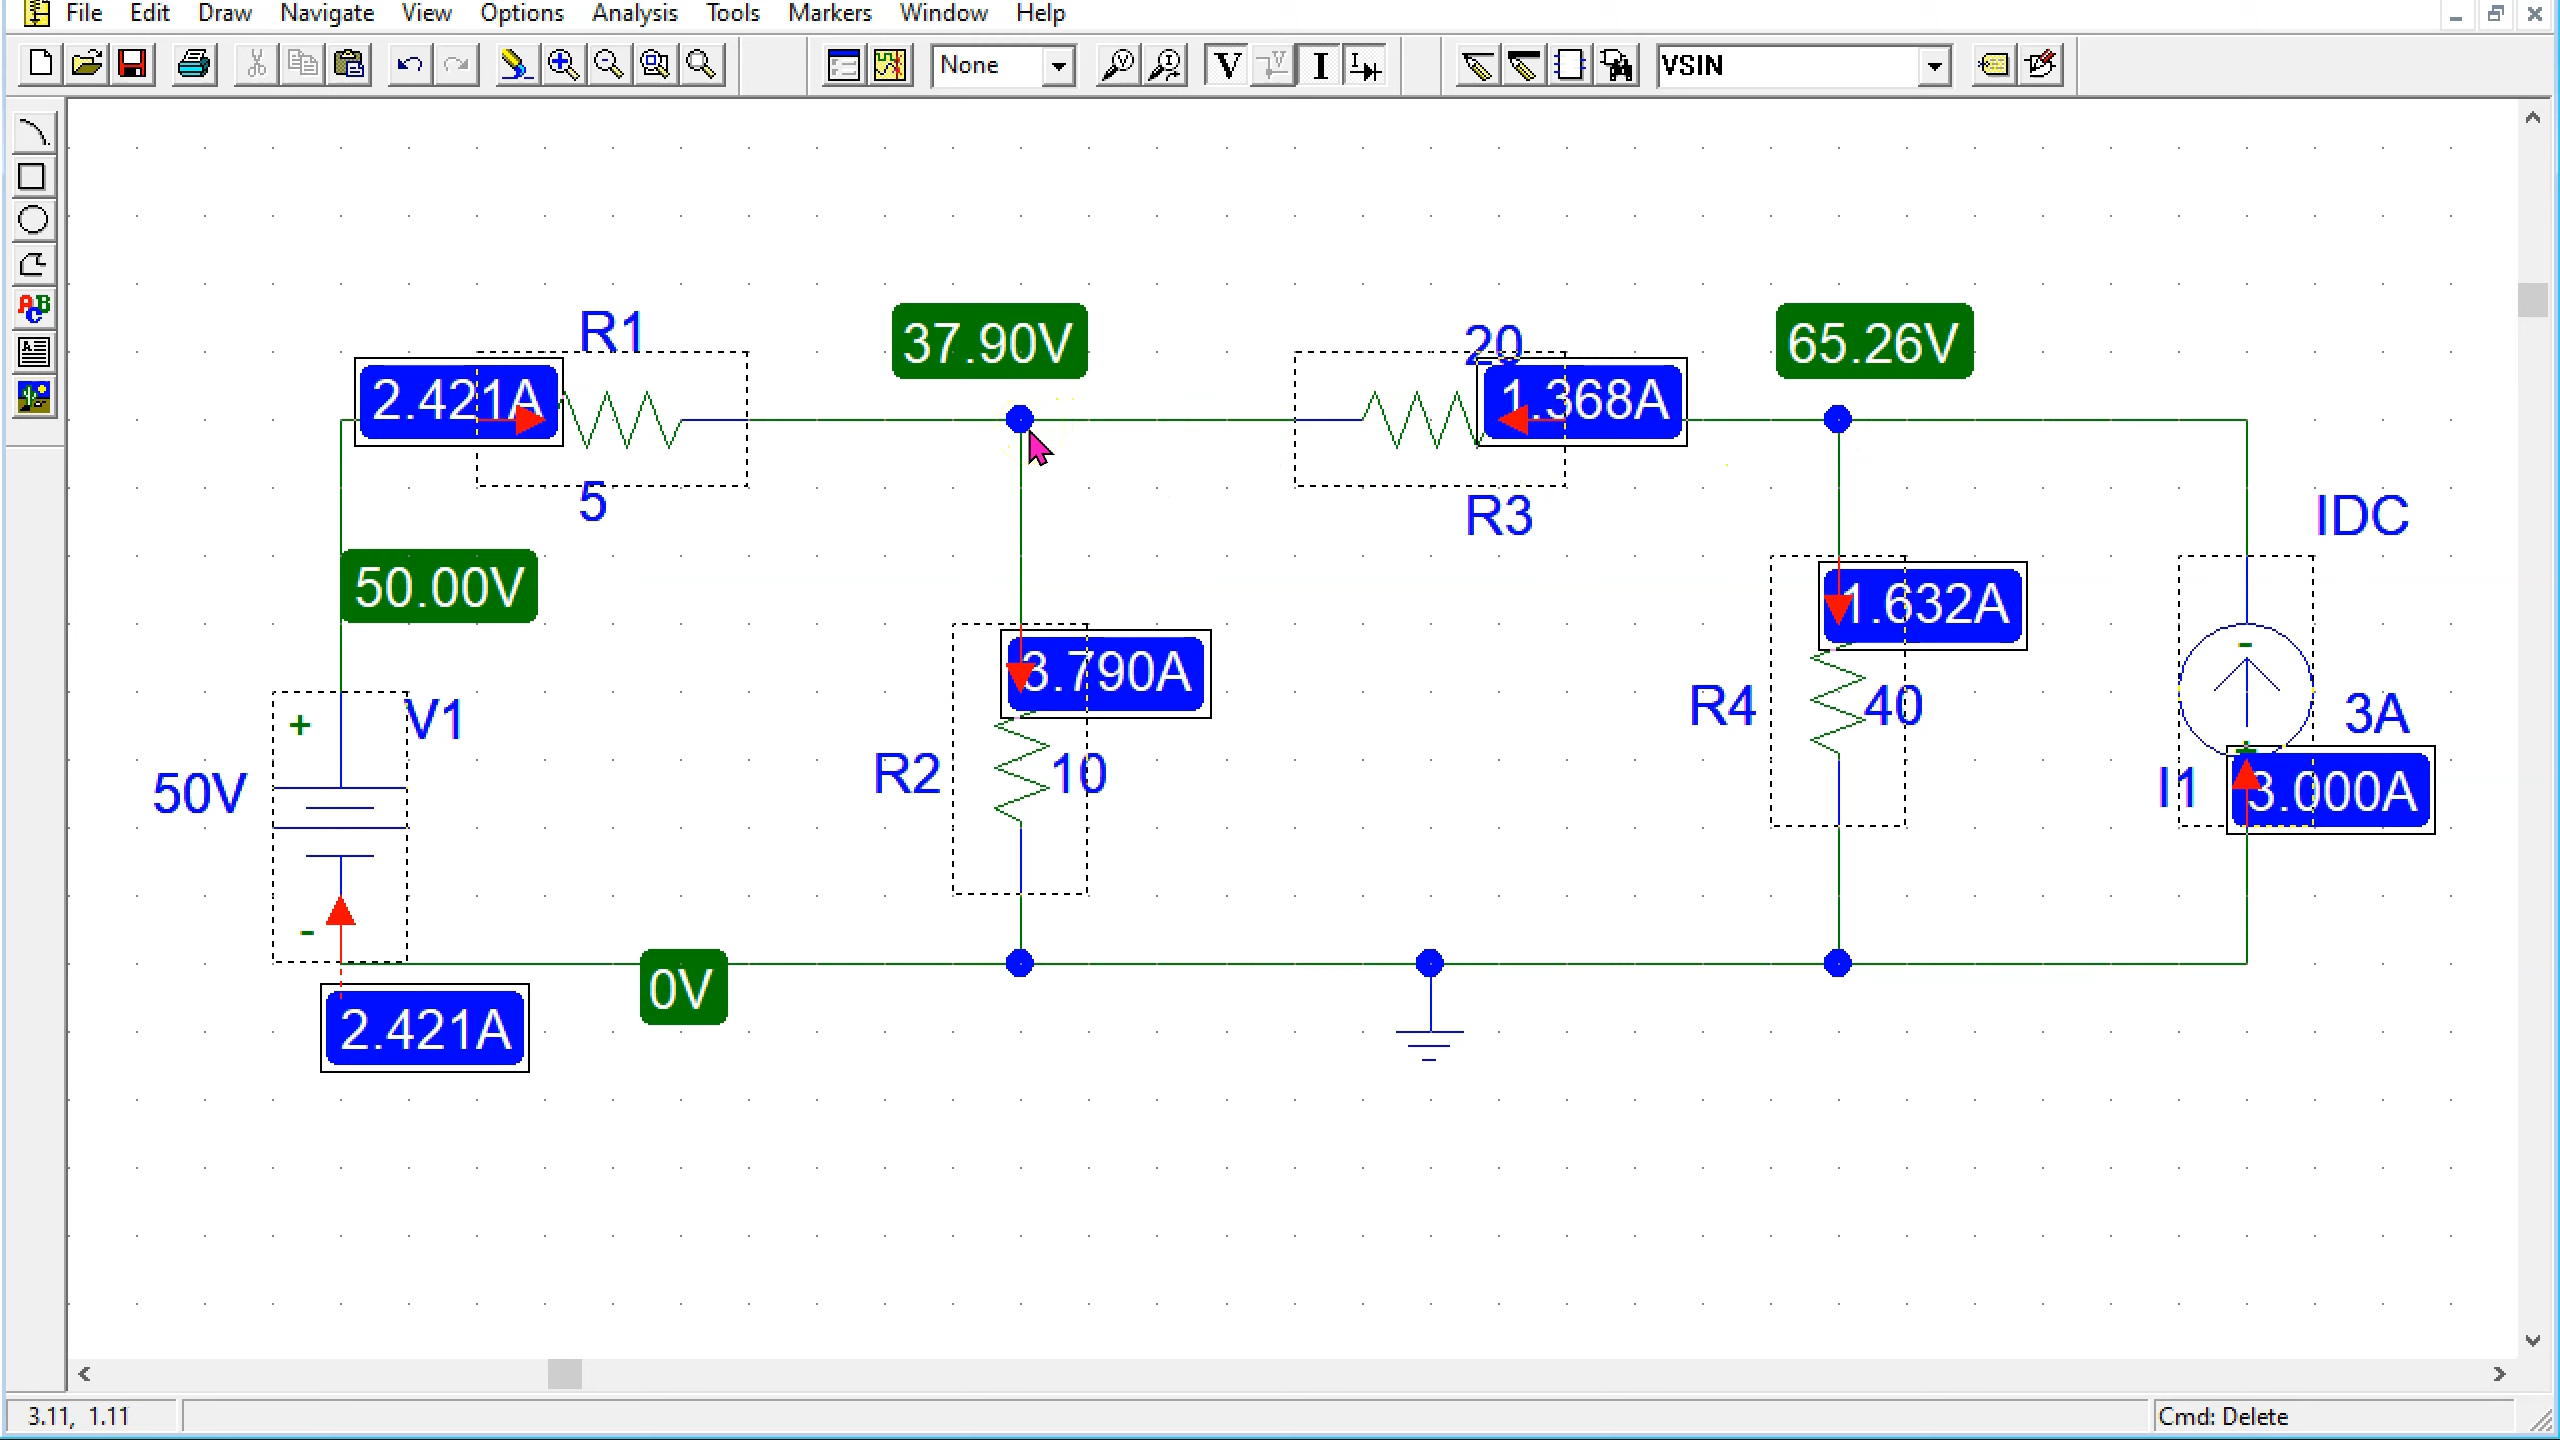 File Edit Draw Navigate View Options Analysis Tools Markers Window Help
None V I VSIN
R1 37.90V 20 65.26V
2.421A 1.368A
5 R3 IDC
50.00V 1.632A
3.790A
+ V1 R4 40 - 3A
50V R2 10 I1 + 3.000A
-
0V
2.421A
3.11, 1.11 Cmd: Delete